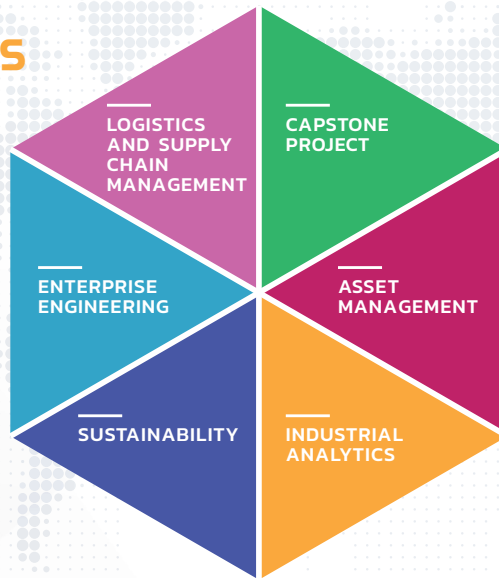 S
LOGISTICS
AND SUPPLY
CHAIN
MANAGEMENT
CAPSTONE
PROJECT
ENTERPRISE
ENGINEERING
ASSET
MANAGEMENT
SUSTAINABILITY
INDUSTRIAL
ANALYTICS